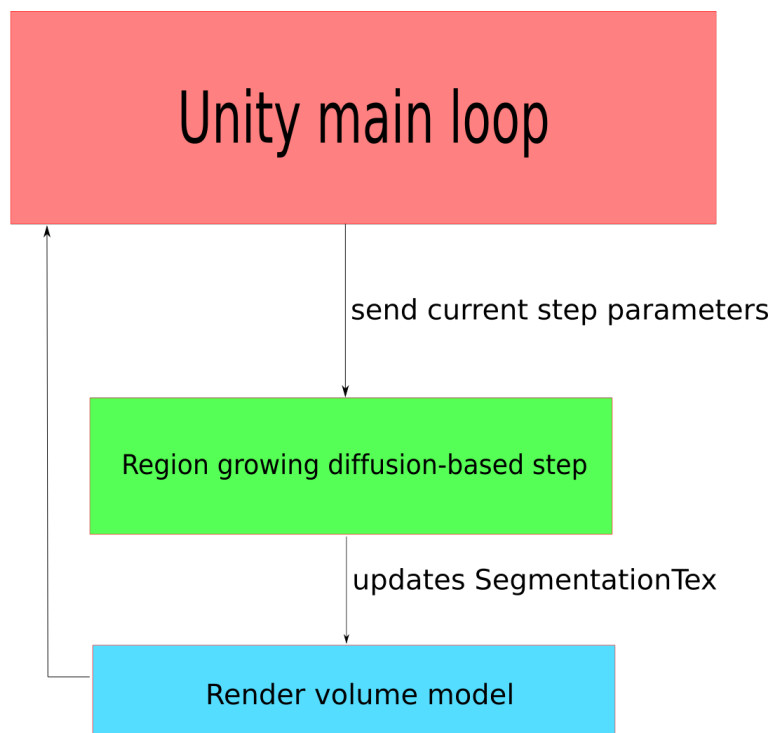 Unity main loop
send current step parameters
Region growing diffusion-based step
updates SegmentationTex
Render volume model